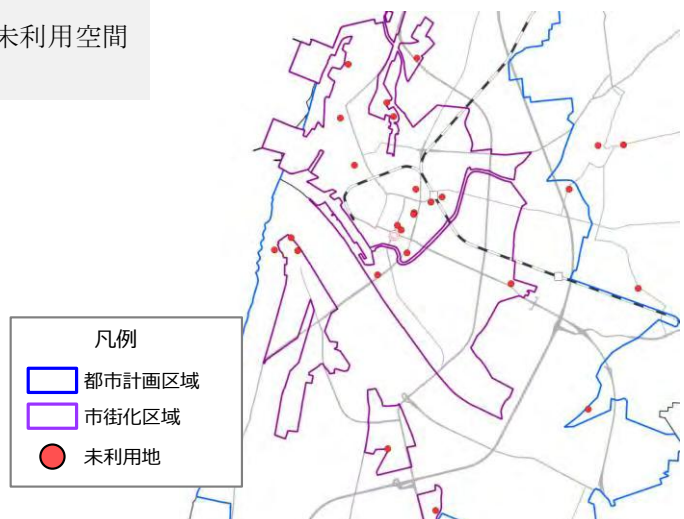 未利用空間
凡例
都市計画区域
市街化区域
未利用地